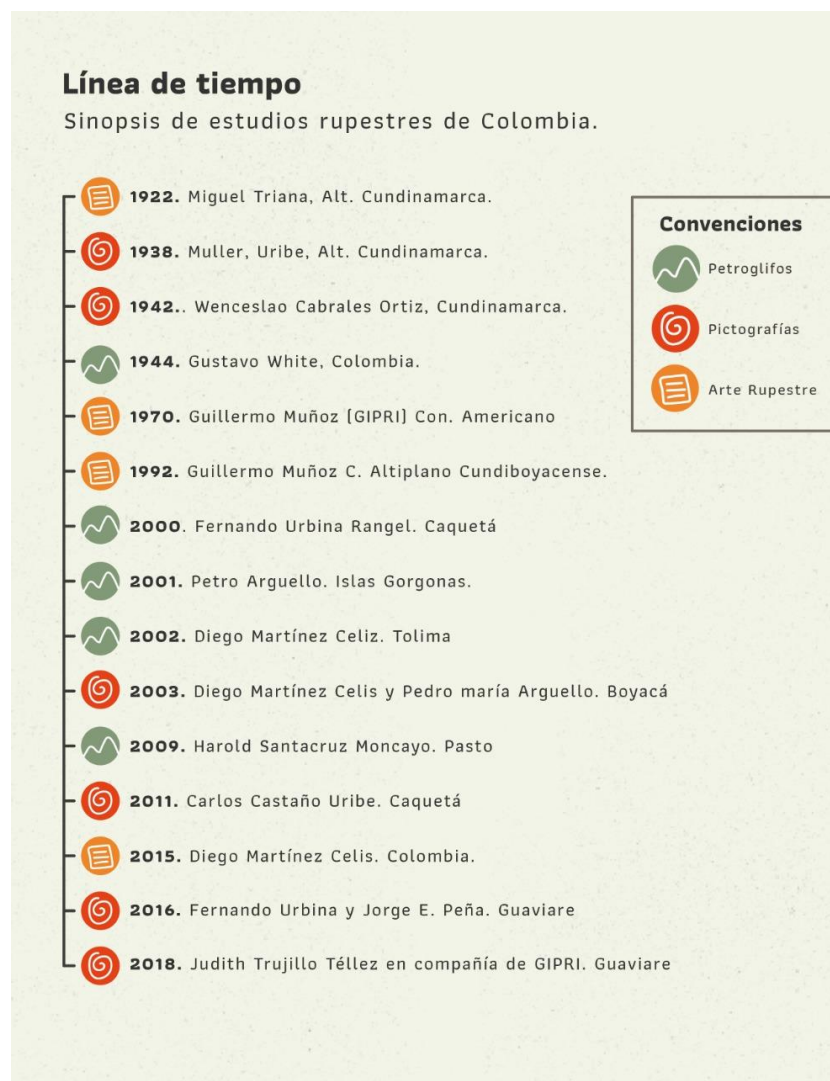 Línea de tiempo
Sinopsis de estudios rupestres de Colombia.
1922. Miguel Triana, Alt. Cundinamarca.
1938. Muller, Uribe, Alt. Cundinamarca.
1942.. Wenceslao Cabrales Ortiz, Cundinamarca.
1944. Gustavo White, Colombia.
1970. Guillermo Muñoz (GIPRI) Con. Americano
1992. Guillermo Muñoz C. Altiplano Cundiboyacense.
2000. Fernando Urbina Rangel. Caquetá
2001. Petro Arguello. Islas Gorgonas.
2002. Diego Martínez Celiz. Tolima
2003. Diego Martínez Celis y Pedro maría Arguello. Boyacá
2009. Harold Santacruz Moncayo. Pasto
2011. Carlos Castaño Uribe. Caquetá
2015. Diego Martínez Celis. Colombia.
2016. Fernando Urbina y Jorge E. Peña. Guaviare
2018. Judith Trujillo Téllez en compañía de GIPRI. Guaviare
Convenciones
Petroglifos
Pictografías
Arte Rupestre